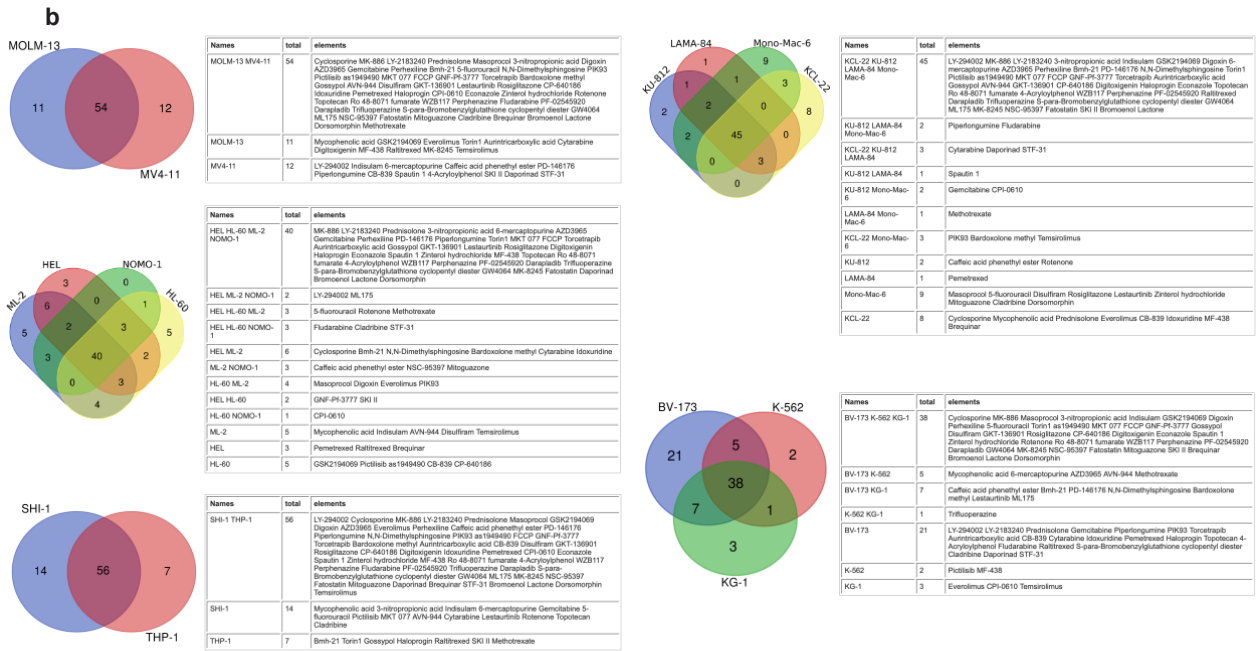 b
MOLM-13
11
54
12
MV4-11
Names total elements
MOLM-13 MV4-11 54 Cyclosporine MK-886 LY-2183240 Prednisolone Masoprocol 3-nitropropionic acid Digoxin
AZD3965 Gemcitabine Perhexiline Bmh-21 5-fluorouracil N,N-Dimethylsphingosine PIK93
Pictilisib as1949490 MKT 077 FCCP GNF-Pf-3777 Torcetrapib Bardoxolone methyl
Gossypol AVN-944 Disulfiram GKT-136901 Lestaurtinib Rosiglitazone CP-640186
Idoxuridine Pemetrexed Haloprogin CPI-0610 Econazole Zinterol hydrochloride Rotenone
Topotecan Ro 48-8071 fumarate WZB117 Perphenazine Fludarabine PF-02545920
Darapladib Trifluoperazine S-para-Bromobenzylglutathione cyclopentyl diester GW4064
ML175 NSC-95397 Fatostatin Mitoguazone Cladribine Brequinar Bromoenol Lactone
Dorsomorphin Methotrexate
MOLM-13 11 Mycophenolic acid GSK2194069 Everolimus Torin1 Aurintricarboxylic acid Cytarabine
Digitoxigenin MF-438 Raltitrexed MK-8245 Temsirolimus
MV4-11 12 LY-294002 Indisulam 6-mercaptopurine Caffeic acid phenethyl ester PD-146176
Piperlongumine CB-839 Spautin 1 4-Acryloylphenol SKI II Daporinad STF-31
HEL
NOMO-1
ML-2
HL-60
3
0
6
0
1
5
2
3
5
3
40
2
0
3
4
Names total elements
HEL HL-60 ML-2
NOMO-1 40 MK-886 LY-2183240 Prednisolone 3-nitropropionic acid 6-mercaptopurine AZD3965
Gemcitabine Perhexiline PD-146176 Piperlongumine Torin1 MKT 077 FCCP Torcetrapib
Aurintricarboxylic acid Gossypol GKT-136901 Lestaurtinib Rosiglitazone Digitoxigenin
Haloprogin Econazole Spautin 1 Zinterol hydrochloride MF-438 Topotecan Ro 48-8071
fumarate 4-Acryloylphenol WZB117 Perphenazine PF-02545920 Darapladib Trifluoperazine
S-para-Bromobenzylglutathione cyclopentyl diester GW4064 MK-8245 Fatostatin Daporinad
Bromoenol Lactone Dorsomorphin
HEL ML-2 NOMO-1 2 LY-294002 ML175
HEL HL-60 ML-2 3 5-fluorouracil Rotenone Methotrexate
HEL HL-60 NOMO-
1 3 Fludarabine Cladribine STF-31
HEL ML-2 6 Cyclosporine Bmh-21 N,N-Dimethylsphingosine Bardoxolone methyl Cytarabine Idoxuridine
ML-2 NOMO-1 3 Caffeic acid phenethyl ester NSC-95397 Mitoguazone
HL-60 ML-2 4 Masoprocol Digoxin Everolimus PIK93
HEL HL-60 2 GNF-Pf-3777 SKI II
HL-60 NOMO-1 1 CPI-0610
ML-2 5 Mycophenolic acid Indisulam AVN-944 Disulfiram Temsirolimus
HEL 3 Pemetrexed Raltitrexed Brequinar
HL-60 5 GSK2194069 Pictilisib as1949490 CB-839 CP-640186
SHI-1
14
56
7
THP-1
Names total elements
SHI-1 THP-1 56 LY-294002 Cyclosporine MK-886 LY-2183240 Prednisolone Masoprocol GSK2194069
Digoxin AZD3965 Everolimus Perhexiline Caffeic acid phenethyl ester PD-146176
Piperlongumine N,N-Dimethylsphingosine PIK93 as1949490 FCCP GNF-Pf-3777
Torcetrapib Bardoxolone methyl Aurintricarboxylic acid CB-839 Disulfiram GKT-136901
Rosiglitazone CP-640186 Digitoxigenin Idoxuridine Pemetrexed CPI-0610 Econazole
Spautin 1 Zinterol hydrochloride MF-438 Ro 48-8071 fumarate 4-Acryloylphenol WZB117
Perphenazine Fludarabine PF-02545920 Trifluoperazine Darapladib S-para-
Bromobenzylglutathione cyclopentyl diester GW4064 ML175 MK-8245 NSC-95397
Fatostatin Mitoguazone Daporinad Brequinar STF-31 Bromoenol Lactone Dorsomorphin
Temsirolimus
SHI-1 14 Mycophenolic acid 3-nitropropionic acid Indisulam 6-mercaptopurine Gemcitabine 5-
fluorouracil Pictilisib MKT 077 AVN-944 Cytarabine Lestaurtinib Rotenone Topotecan
Cladribine
THP-1 7 Bmh-21 Torin1 Gossypol Haloprogin Raltitrexed SKI II Methotrexate
LAMA-84
Mono-Mac-6
KU-812
KCL-22
1
9
1
1
3
2
2
0
8
2
45
0
0
3
0
Names total elements
KCL-22 KU-812
LAMA-84 Mono-
Mac-6 45 LY-294002 MK-886 LY-2183240 3-nitropropionic acid Indisulam GSK2194069 Digoxin 6-
mercaptopurine AZD3965 Perhexiline Bmh-21 PD-146176 N,N-Dimethylsphingosine Torin1
Pictilisib as1949490 MKT 077 FCCP GNF-Pf-3777 Torcetrapib Aurintricarboxylic acid
Gossypol AVN-944 GKT-136901 CP-640186 Digitoxigenin Haloprogin Econazole Topotecan
Ro 48-8071 fumarate 4-Acryloylphenol WZB117 Perphenazine PF-02545920 Raltitrexed
Darapladib Trifluoperazine S-para-Bromobenzylglutathione cyclopentyl diester GW4064
ML175 MK-8245 NSC-95397 Fatostatin SKI II Bromoenol Lactone
KU-812 LAMA-84
Mono-Mac-6 2 Piperlongumine Fludarabine
KCL-22 KU-812
LAMA-84 3 Cytarabine Daporinad STF-31
KU-812 LAMA-84 1 Spautin 1
KU-812 Mono-Mac-
6 2 Gemcitabine CPI-0610
LAMA-84 Mono-
Mac-6 1 Methotrexate
KCL-22 Mono-Mac-
6 3 PIK93 Bardoxolone methyl Temsirolimus
KU-812 2 Caffeic acid phenethyl ester Rotenone
LAMA-84 1 Pemetrexed
Mono-Mac-6 9 Masoprocol 5-fluorouracil Disulfiram Rosiglitazone Lestaurtinib Zinterol hydrochloride
Mitoguazone Cladribine Dorsomorphin
KCL-22 8 Cyclosporine Mycophenolic acid Prednisolone Everolimus CB-839 Idoxuridine MF-438
Brequinar
BV-173
K-562
21
5
2
38
7
1
3
KG-1
Names total elements
BV-173 K-562 KG-1 38 Cyclosporine MK-886 Masoprocol 3-nitropropionic acid Indisulam GSK2194069 Digoxin
Perhexiline 5-fluorouracil Torin1 as1949490 MKT 077 FCCP GNF-Pf-3777 Gossypol
Disulfiram GKT-136901 Rosiglitazone CP-640186 Digitoxigenin Econazole Spautin 1
Zinterol hydrochloride Rotenone Ro 48-8071 fumarate WZB117 Perphenazine PF-02545920
Darapladib GW4064 MK-8245 NSC-95397 Fatostatin Mitoguazone SKI II Brequinar
Bromoenol Lactone Dorsomorphin
BV-173 K-562 5 Mycophenolic acid 6-mercaptopurine AZD3965 AVN-944 Methotrexate
BV-173 KG-1 7 Caffeic acid phenethyl ester Bmh-21 PD-146176 N,N-Dimethylsphingosine Bardoxolone
methyl Lestaurtinib ML175
K-562 KG-1 1 Trifluoperazine
BV-173 21 LY-294002 LY-2183240 Prednisolone Gemcitabine Piperlongumine PIK93 Torcetrapib
Aurintricarboxylic acid CB-839 Cytarabine Idoxuridine Pemetrexed Haloprogin Topotecan 4-
Acryloylphenol Fludarabine Raltitrexed S-para-Bromobenzylglutathione cyclopentyl diester
Cladribine Daporinad STF-31
K-562 2 Pictilisib MF-438
KG-1 3 Everolimus CPI-0610 Temsirolimus